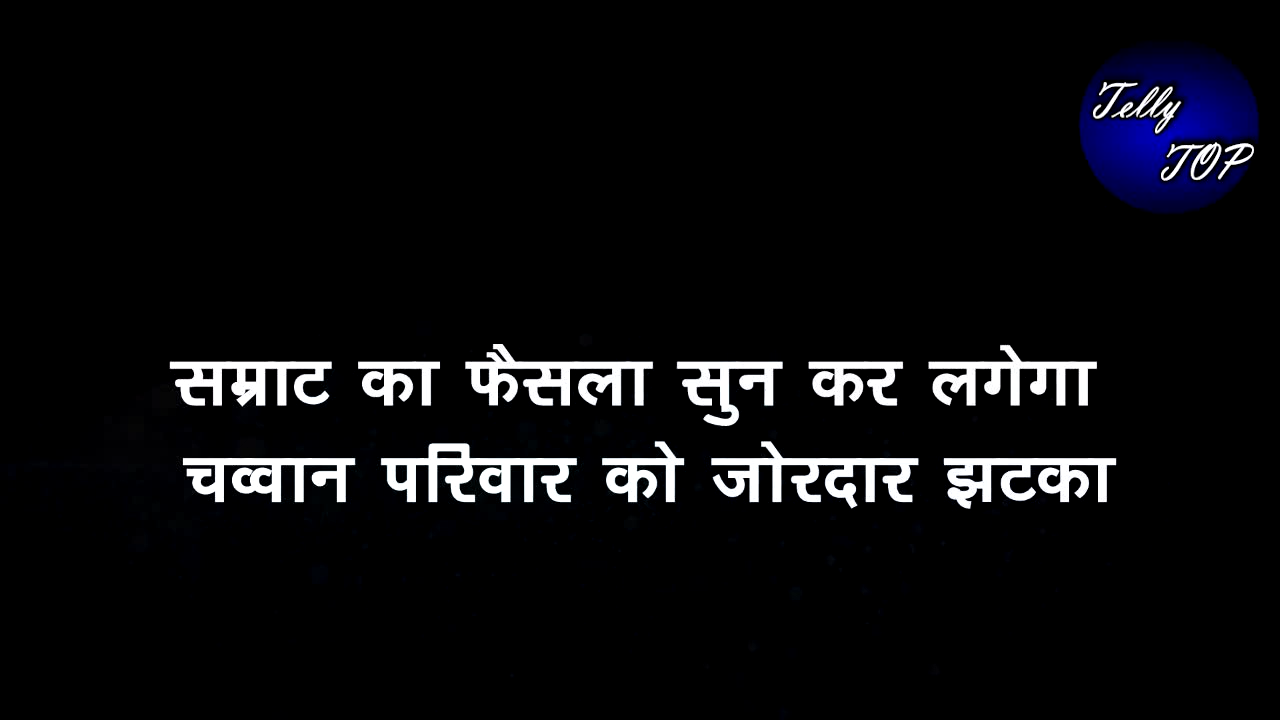 Telly
TOP
सम्राट का फैसला सुन कर लगेगा
चव्वान परिवार को जोरदार झटका